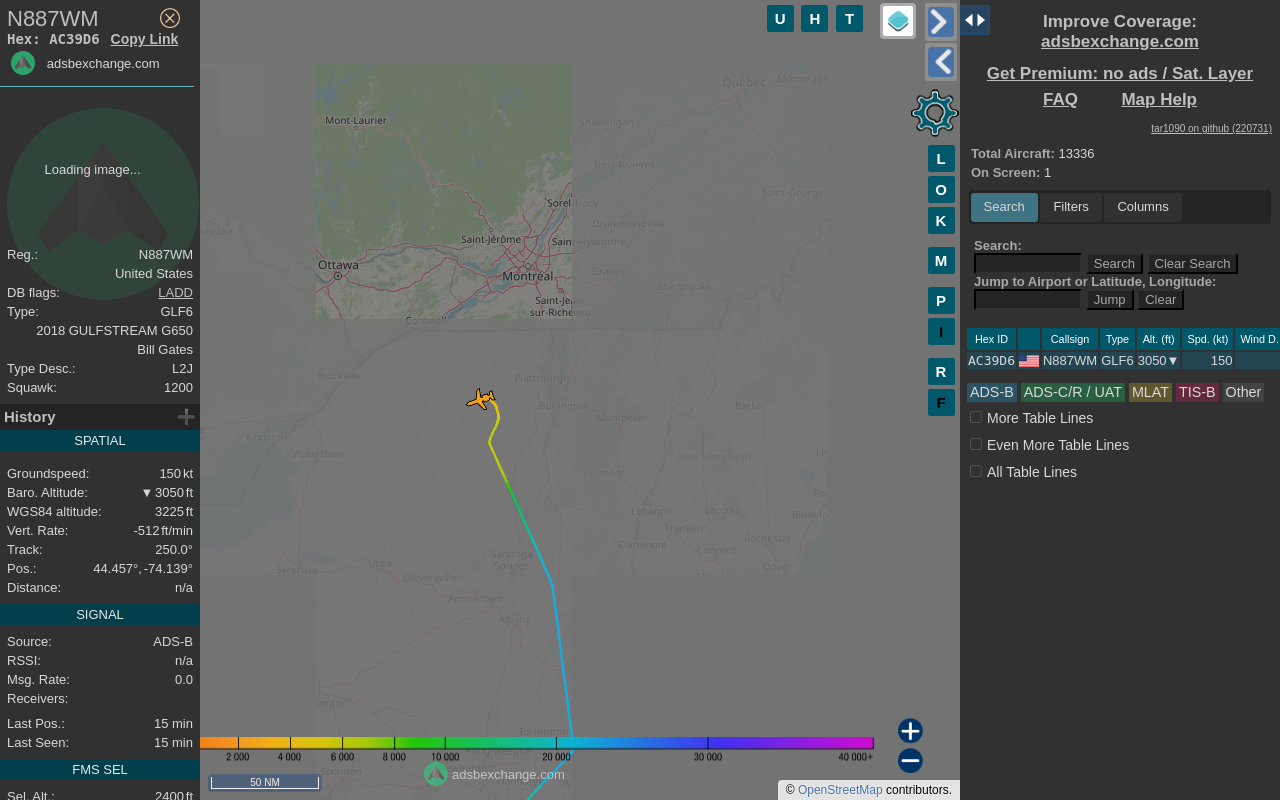 N887WM
Hex: AC39D6 Copy Link
adsbexchange.com
Loading image...
Reg.: N887WM
United States
DB flags: LADD
Type: GLF6
2018 GULFSTREAM G650
Bill Gates
Type Desc.: L2J
Squawk: 1200
History
SPATIAL
Groundspeed: 150 kt
Baro. Altitude: ▼ 3050 ft
WGS84 altitude: 3225 ft
Vert. Rate: -512 ft/min
Track: 250.0°
Pos.: 44.457°, -74.139°
Distance: n/a
SIGNAL
Source: ADS-B
RSSI: n/a
Msg. Rate: 0.0
Receivers:
Last Pos.: 15 min
Last Seen: 15 min
FMS SEL
Sel. Alt.: 2400 ft
U H T
L
O
K
M
P
I
R
F
Québec
Mont-Laurier
Shawinigan
Trois-Rivières
Saint-Georges
Sorel Tracy
Drummondville
Saint-Jérôme
Saint-Hyacinthe
Ottawa
Montréal
Granby
Sherbrooke
Saint-Jean
sur-Richelieu
Cornwall
Brockville
Plattsburgh
Burlington
Montpelier
Berlin
Kingston
Watertown
New Hampshire
Vermont
Lebanon
Laconia
Franklin
Claremont
Concord
Rochester
Dover
Saratoga
Springs
Syracuse
Utica
Gloversville
Amsterdam
Albany
Torrington
Scranton
2 000 4 000 6 000 8 000 10 000 20 000 30 000 40 000+
adsbexchange.com
50 NM
© OpenStreetMap contributors.
Improve Coverage:
adsbexchange.com
Get Premium: no ads / Sat. Layer
FAQ Map Help
tar1090 on github (220731)
Total Aircraft: 13336
On Screen: 1
Search Filters Columns
Search:
Search Clear Search
Jump to Airport or Latitude, Longitude:
Jump Clear
Hex ID Callsign Type Alt. (ft) Spd. (kt) Wind D.
AC39D6 N887WM GLF6 3050▼ 150
ADS-B ADS-C/R / UAT MLAT TIS-B Other
More Table Lines
Even More Table Lines
All Table Lines